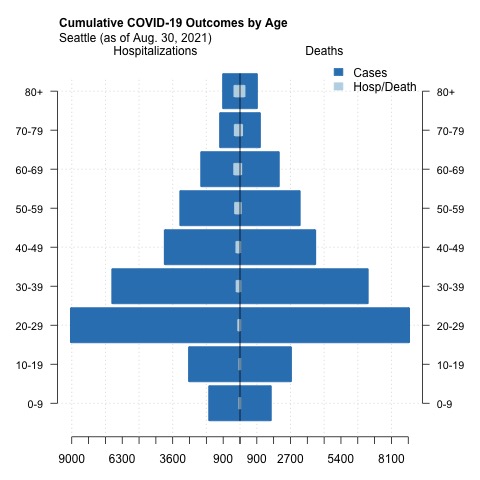 Cumulative COVID-19 Outcomes by Age
Seattle (as of Aug. 30, 2021)
Hospitalizations Deaths
Cases
Hosp/Death
80+ 80+
70-79 70-79
60-69 60-69
50-59 50-59
40-49 40-49
30-39 30-39
20-29 20-29
10-19 10-19
0-9 0-9
9000 6300 3600 900 900 2700 5400 8100